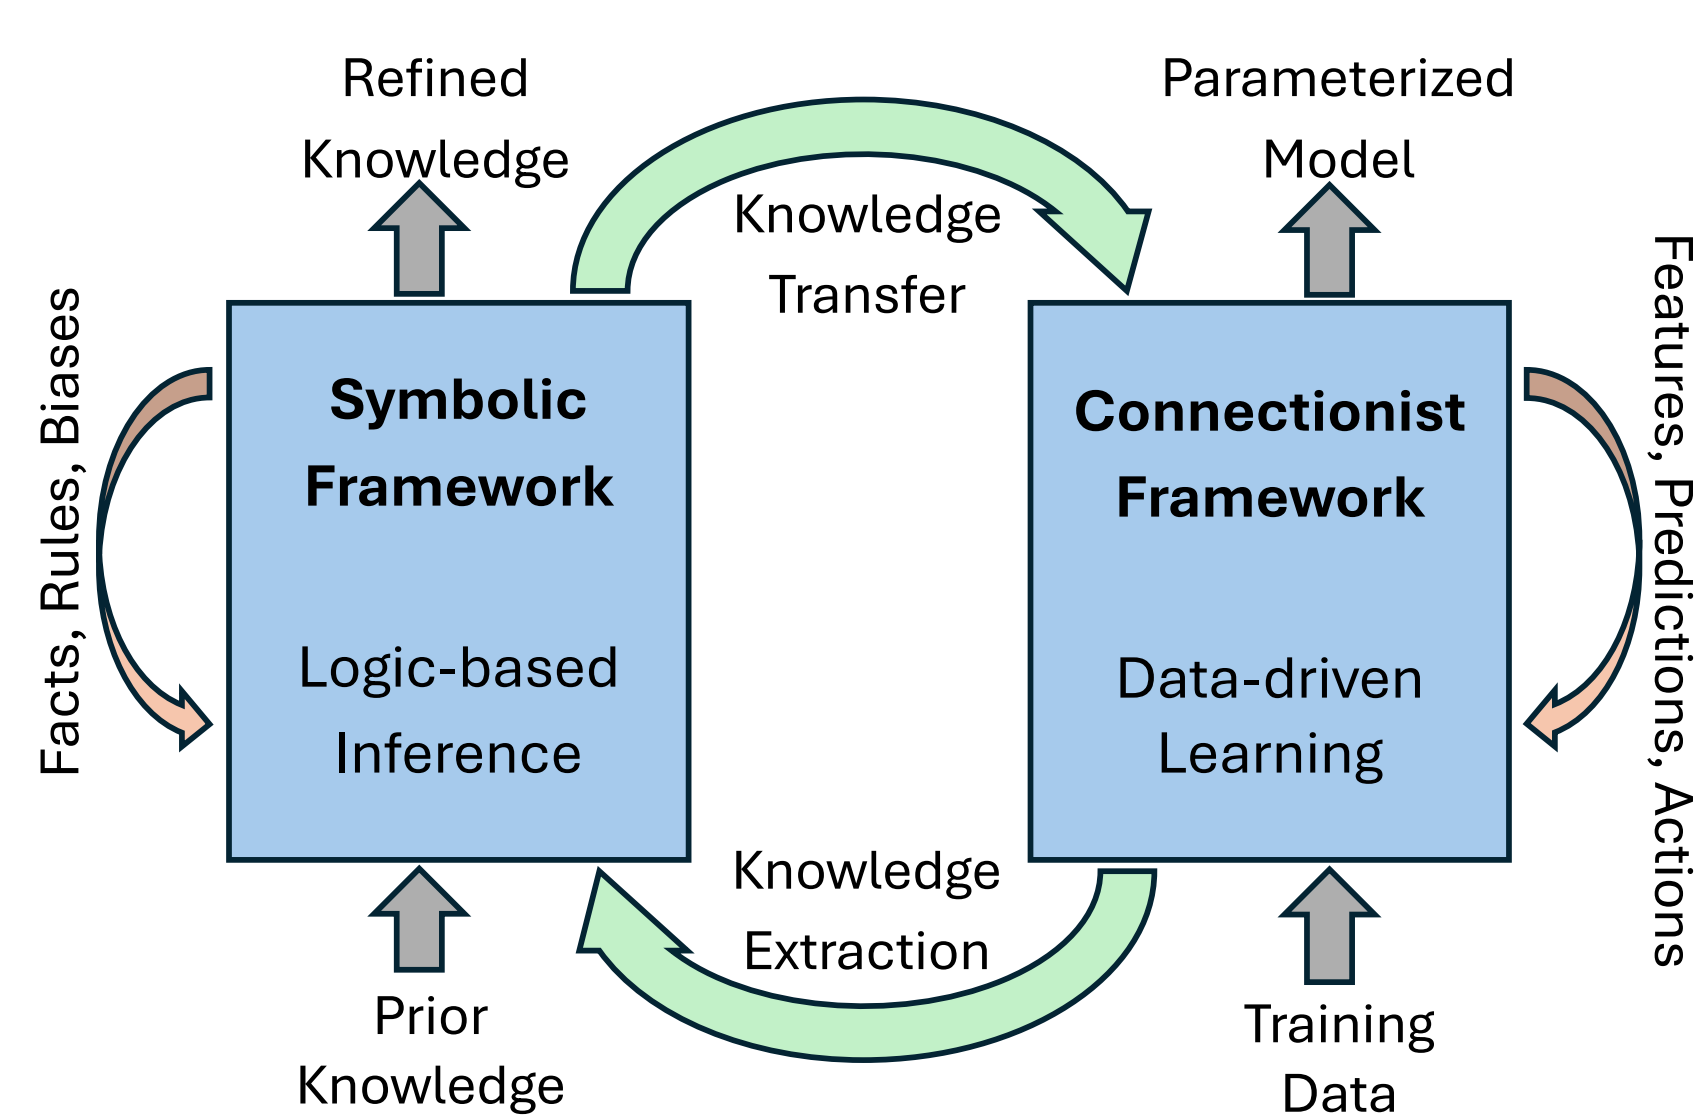 Refined
Knowledge
Parameterized
Model
Knowledge
Transfer
Facts, Rules, Biases
Symbolic
Framework
Logic-based
Inference
Connectionist
Framework
Data-driven
Learning
Features, Predictions, Actions
Knowledge
Extraction
Prior
Knowledge
Training
Data